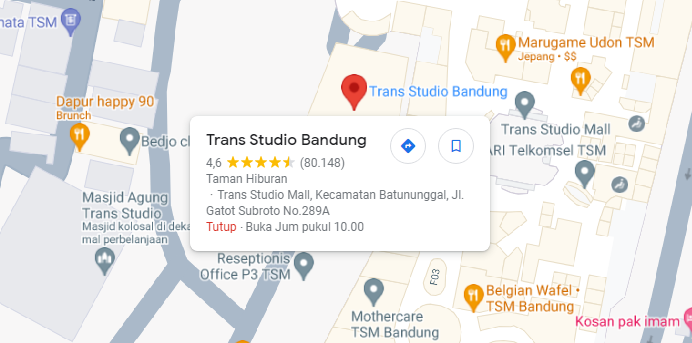 nata TSM
Marugame Udon TSM
Jepang • $$
Trans Studio Bandung
Dapur happy 90
Brunch
Bedjo c
Trans Studio Mall
ARI Telkomsel TSM
Trans Studio Bandung
4,6 (80.148)
Taman Hiburan
· Trans Studio Mall, Kecamatan Batununggal, Jl.
Gatot Subroto No.289A
Tutup · Buka Jum pukul 10.00
Masjid Agung
Trans Studio
Masjid kolosal di deka
mal perbelanjaan
Reseptionis
Office P3 TSM
F03
Mothercare
TSM Bandung
Belgian Wafel •
TSM Bandung
Kosan pak imam